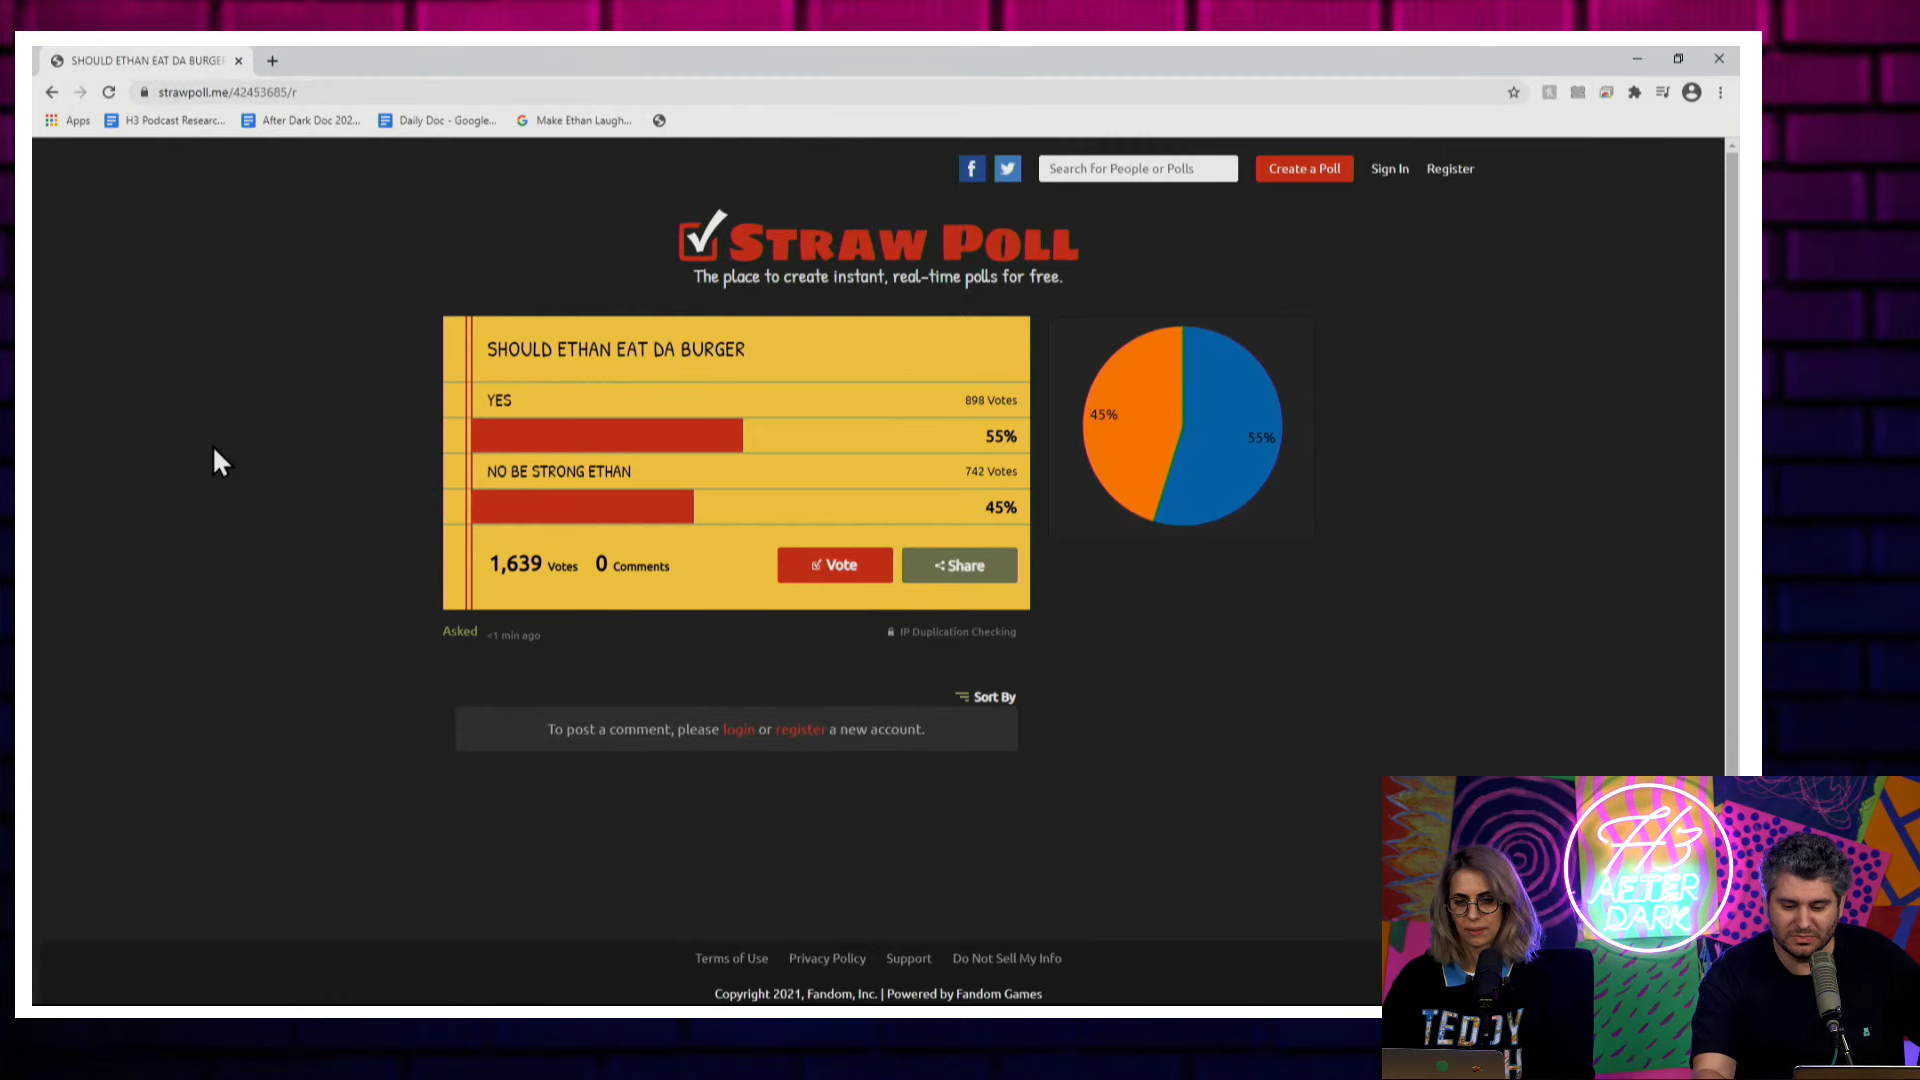 SHOULD ETHAN EAT DA BURGE
strawpoll.me/42453685/r
Apps H3 Podcast Researc... After Dark Doc 202... Daily Doc - Google... Make Ethan Laugh...
f Search for People or Polls Create a Poll Sign In Register
STRAW POLL
The place to create instant, real-time polls for free.
SHOULD ETHAN EAT DA BURGER
YES 898 Votes
55%
NO BE STRONG ETHAN 742 Votes
45%
1,639 Votes 0 Comments Vote Share
45%
55%
Asked <1 min ago IP Duplication Checking
Sort By
To post a comment, please login or register a new account.
Terms of Use Privacy Policy Support Do Not Sell My Info
Copyright 2021, Fandom, Inc. | Powered by Fandom Games
H3
AFTER
DARK
TEDDY